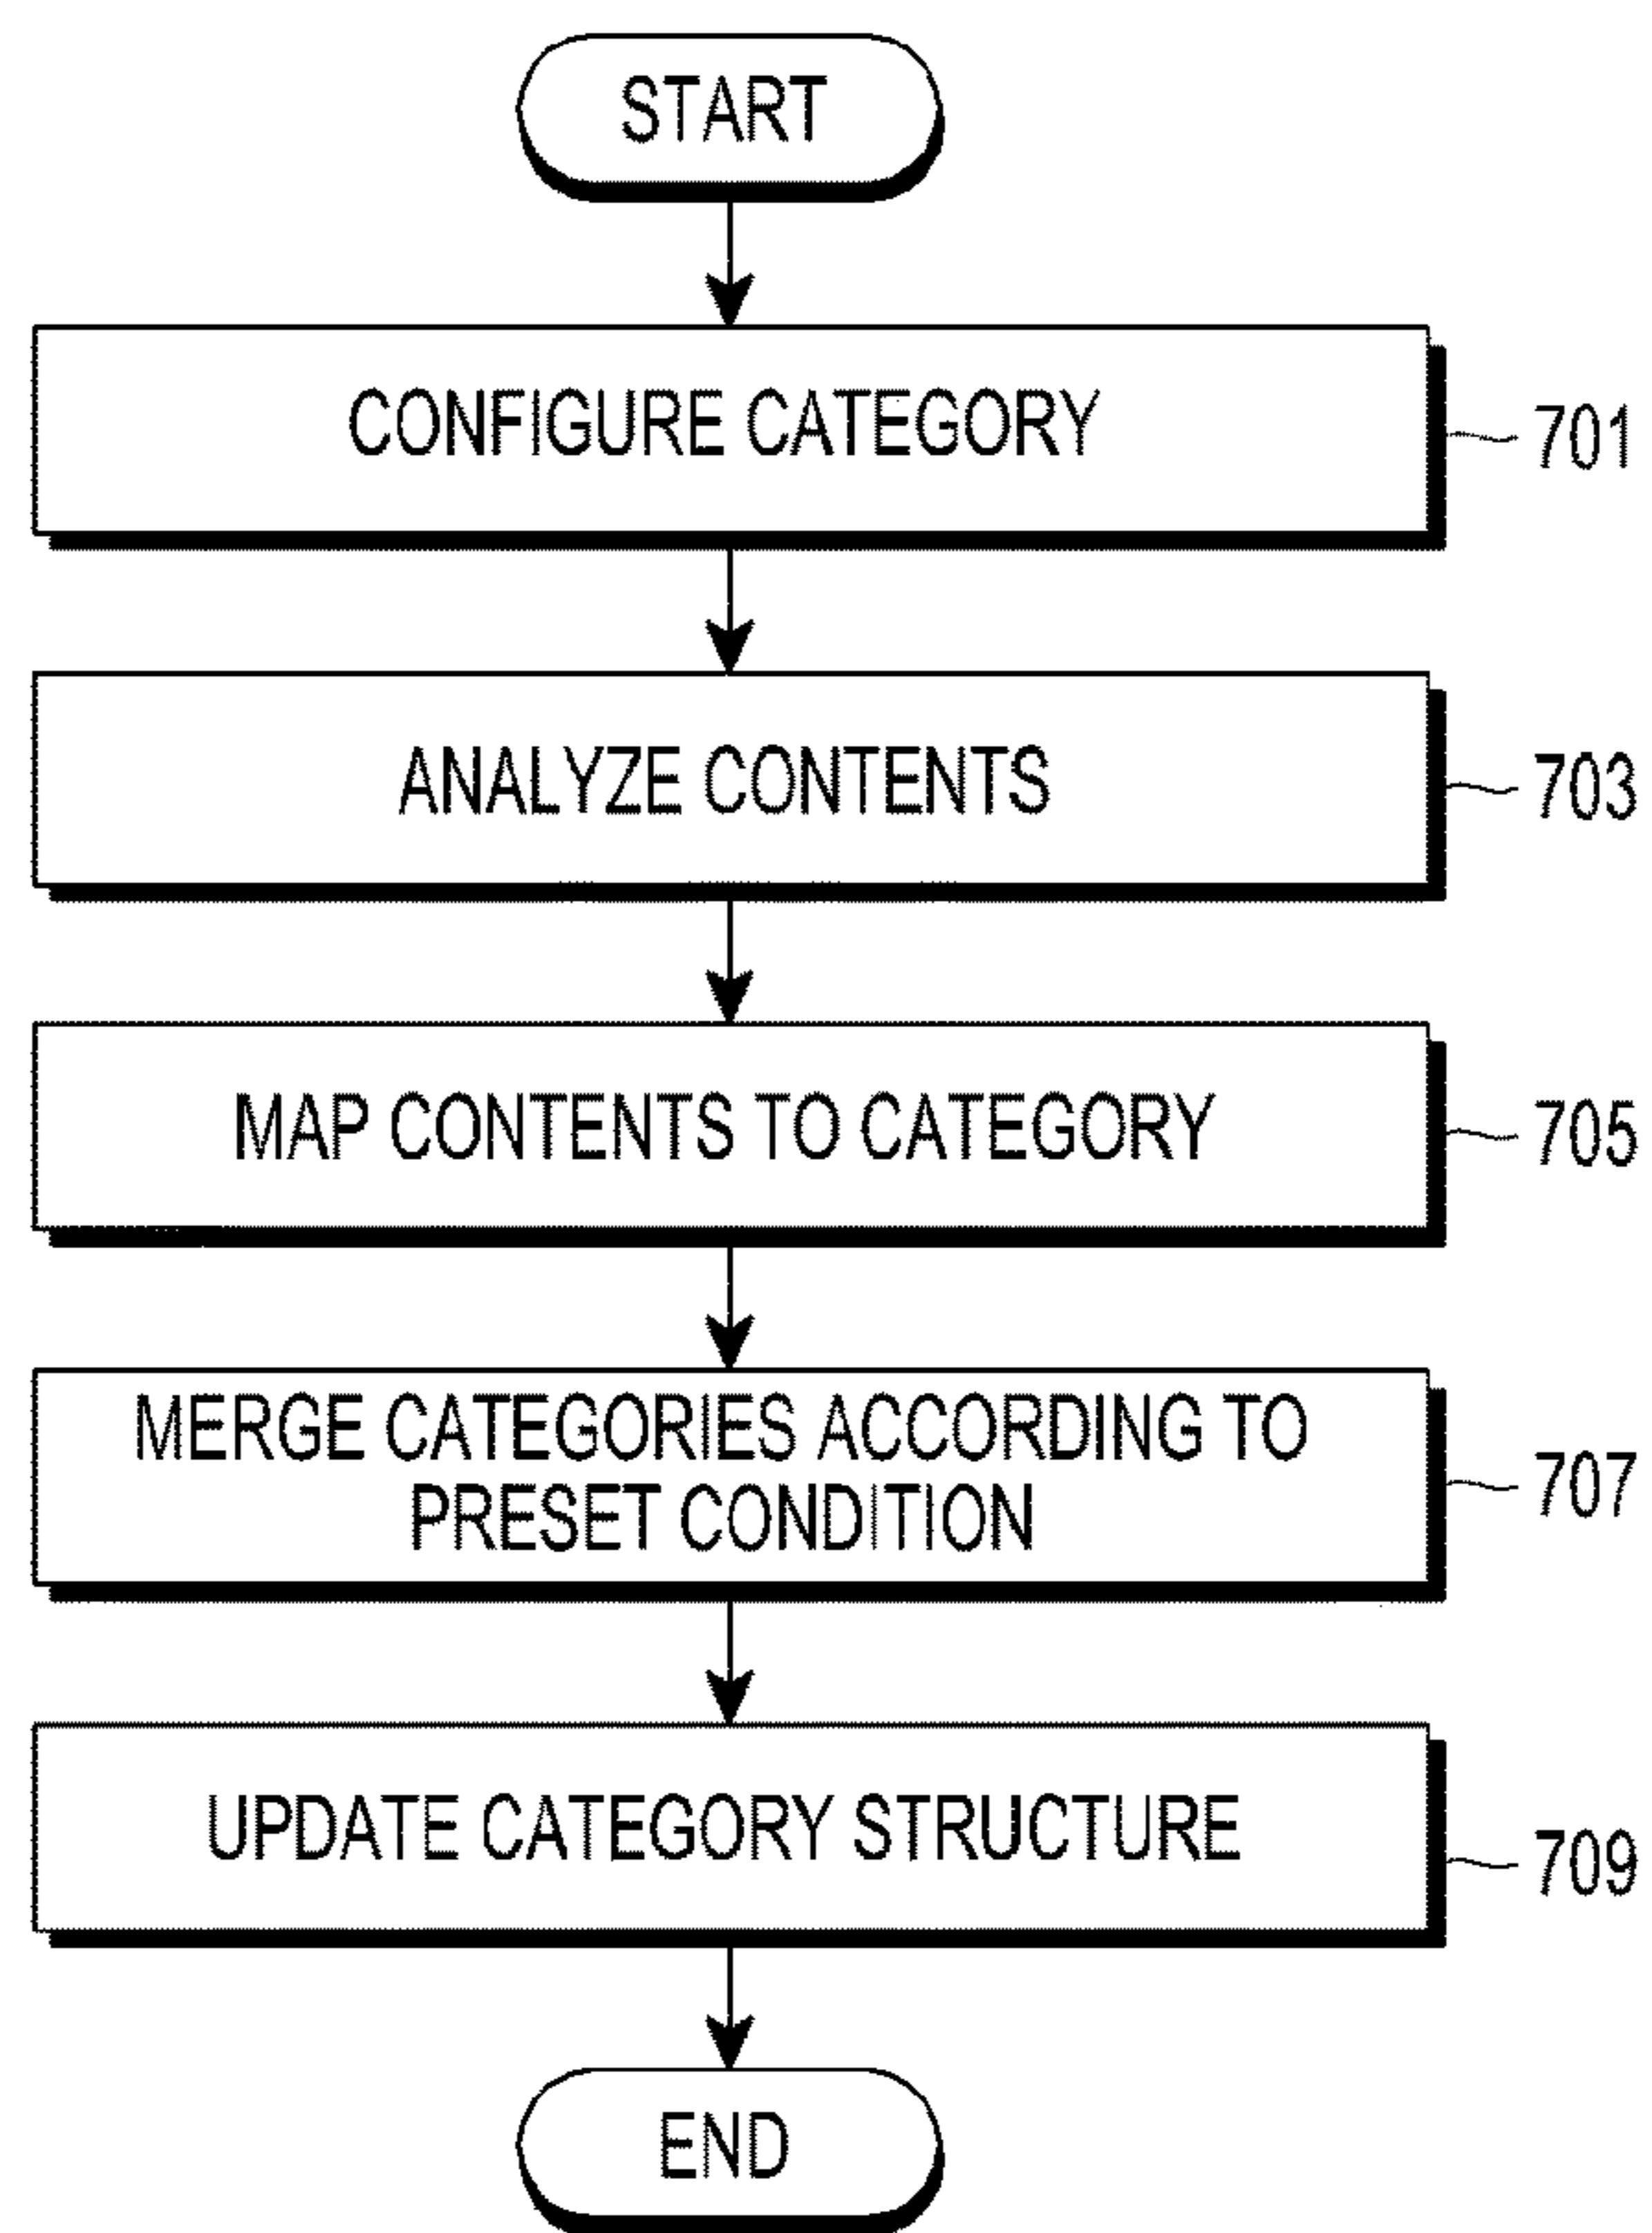 START
CONFIGURE CATEGORY
701
ANALYZE CONTENTS
703
MAP CONTENTS TO CATEGORY
705
MERGE CATEGORIES ACCORDING TO
PRESET CONDITION
707
UPDATE CATEGORY STRUCTURE
709
END